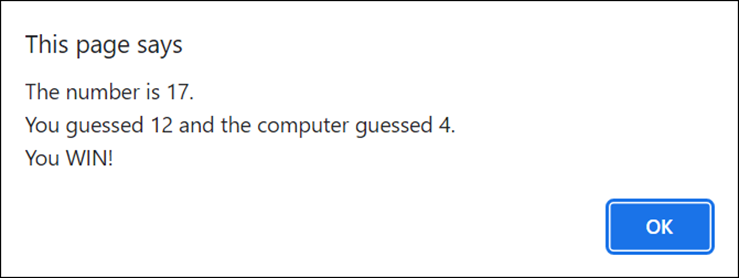 This page says
The number is 17.
You guessed 12 and the computer guessed 4.
You WIN!
OK